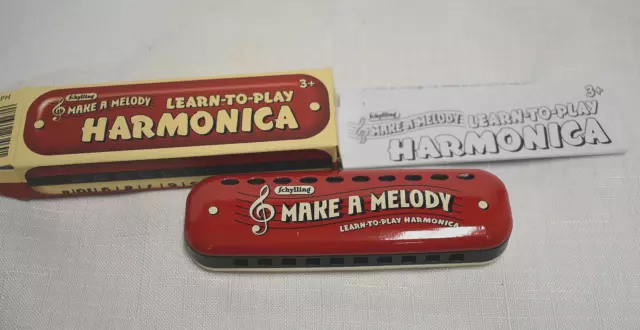 Schylling
3+
MAKE A MELODY
LEARN-TO-PLAY
HARMONICA
Schylling
3+
MAKE A MELODY
LEARN-TO-PLAY
HARMONICA
Schylling
MAKE A MELODY
LEARN-TO-PLAY HARMONICA